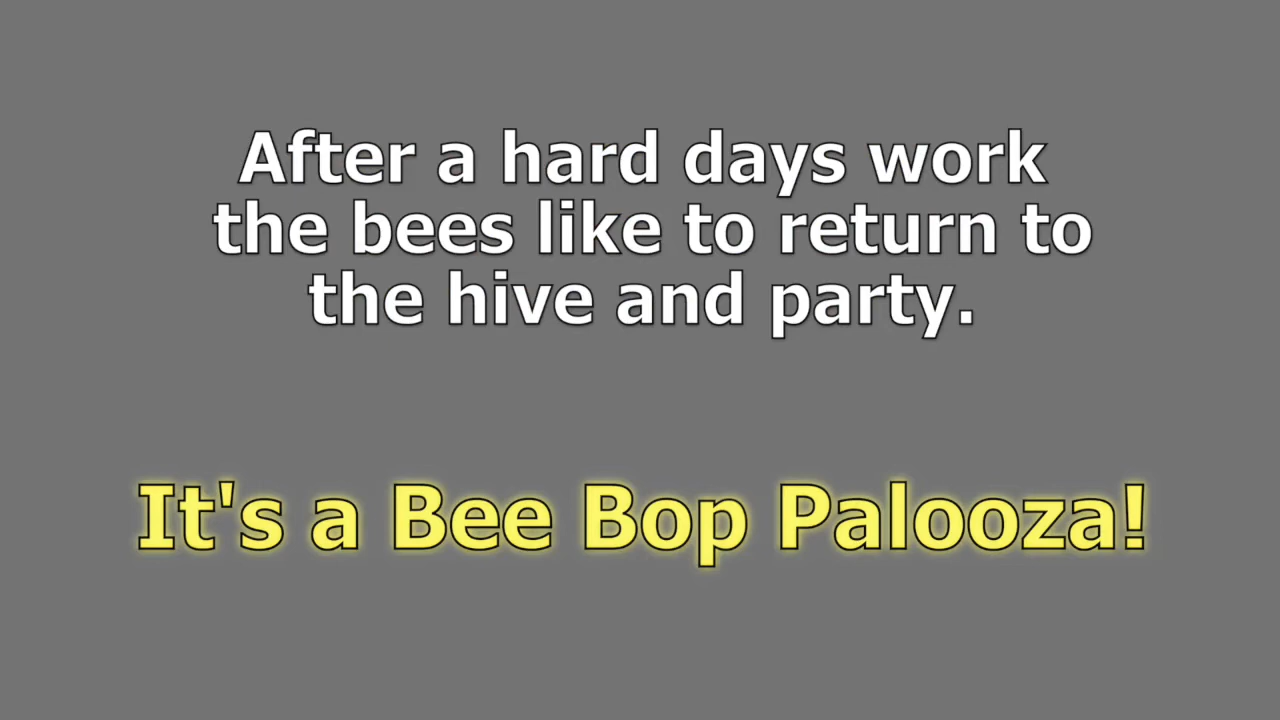 After a hard days work
the bees like to return to
the hive and party.
It's a Bee Bop Palooza!